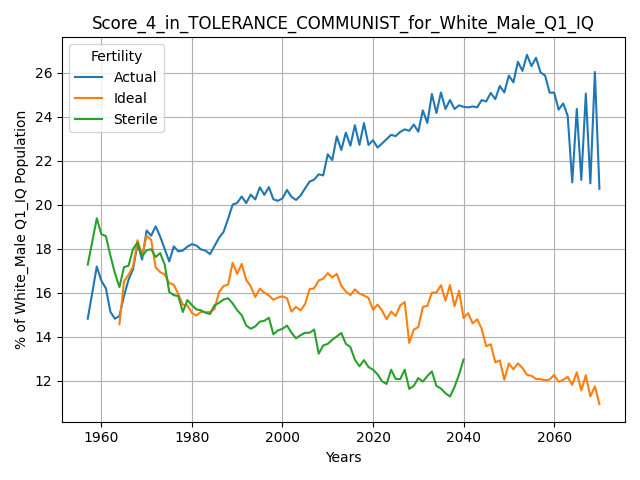 Score_4_in_TOLERANCE_COMMUNIST_for_White_Male_Q1_IQ
Fertility
Actual
Ideal
Sterile
% of White_Male Q1_IQ Population
26
24
22
20
18
16
14
12
1960
1980
2000
2020
2040
2060
Years